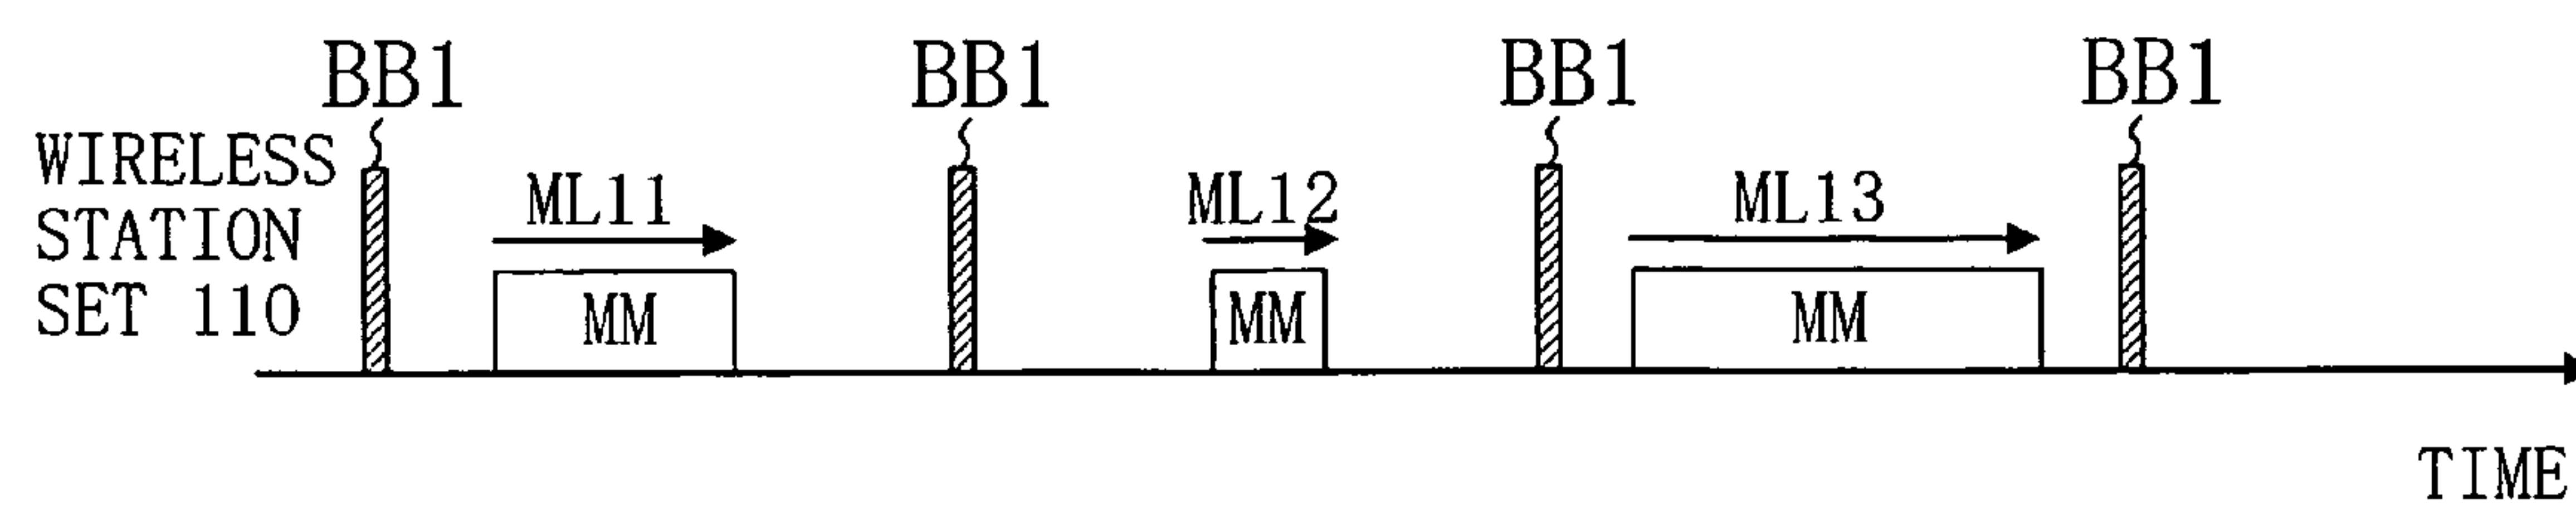 BB1 BB1 BB1 BB1
WIRELESS
STATION
SET 110
ML11 ML12 ML13
MM MM MM
TIME